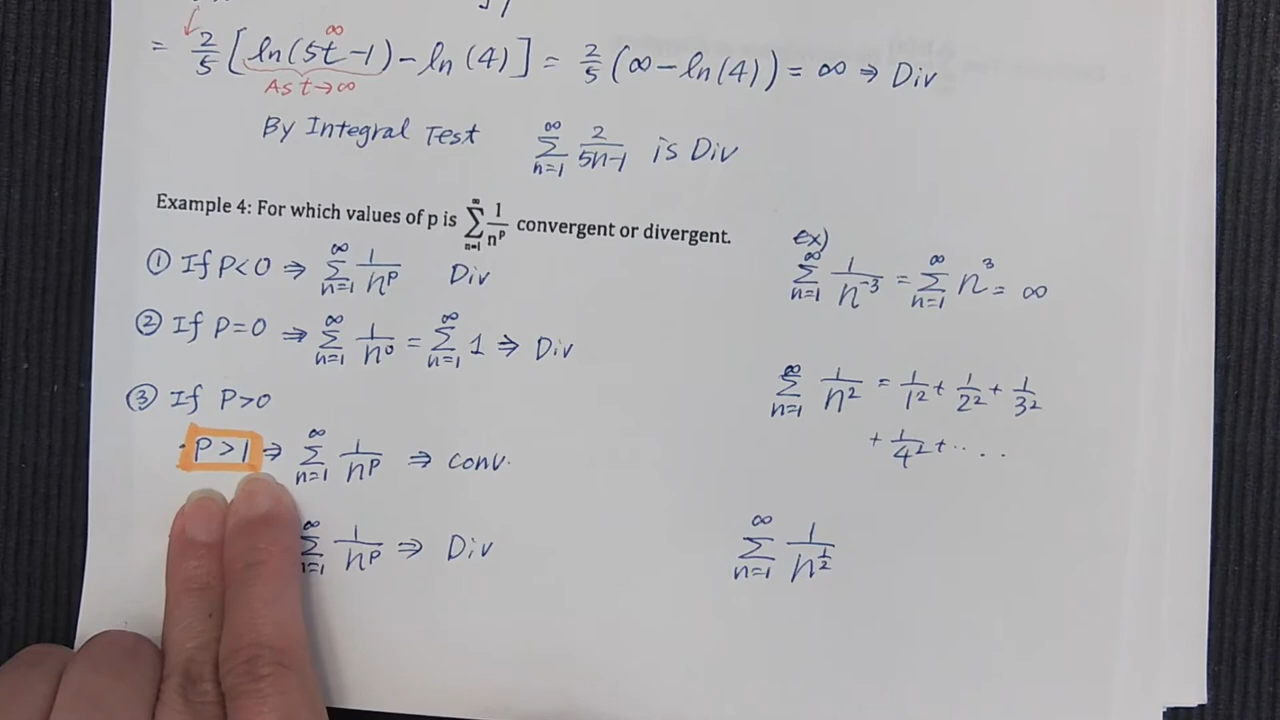 = 2/5 [ln(5t-1) - ln(4)] = 2/5 (∞ - ln(4)) = ∞ ⇒ Div
∞
As t→∞
By Integral Test ∑_{n=1}^{∞} 2/(5n-1) is Div
Example 4: For which values of p is ∑_{n=1}^{∞} 1/n^p convergent or divergent.
① If P<0 ⇒ ∑_{n=1}^{∞} 1/n^p Div
② If P=0 ⇒ ∑_{n=1}^{∞} 1/n^0 = ∑_{n=1}^{∞} 1 ⇒ Div
③ If P>0
· P>1 ⇒ ∑_{n=1}^{∞} 1/n^p ⇒ conv.
∑_{n=1}^{∞} 1/n^p ⇒ Div
ex)
∑_{n=1}^{∞} 1/n^{-3} = ∑_{n=1}^{∞} n^3 = ∞
∑_{n=1}^{∞} 1/n^2 = 1/1^2 + 1/2^2 + 1/3^2
+ 1/4^2 + ....
∑_{n=1}^{∞} 1/n^{1/2}